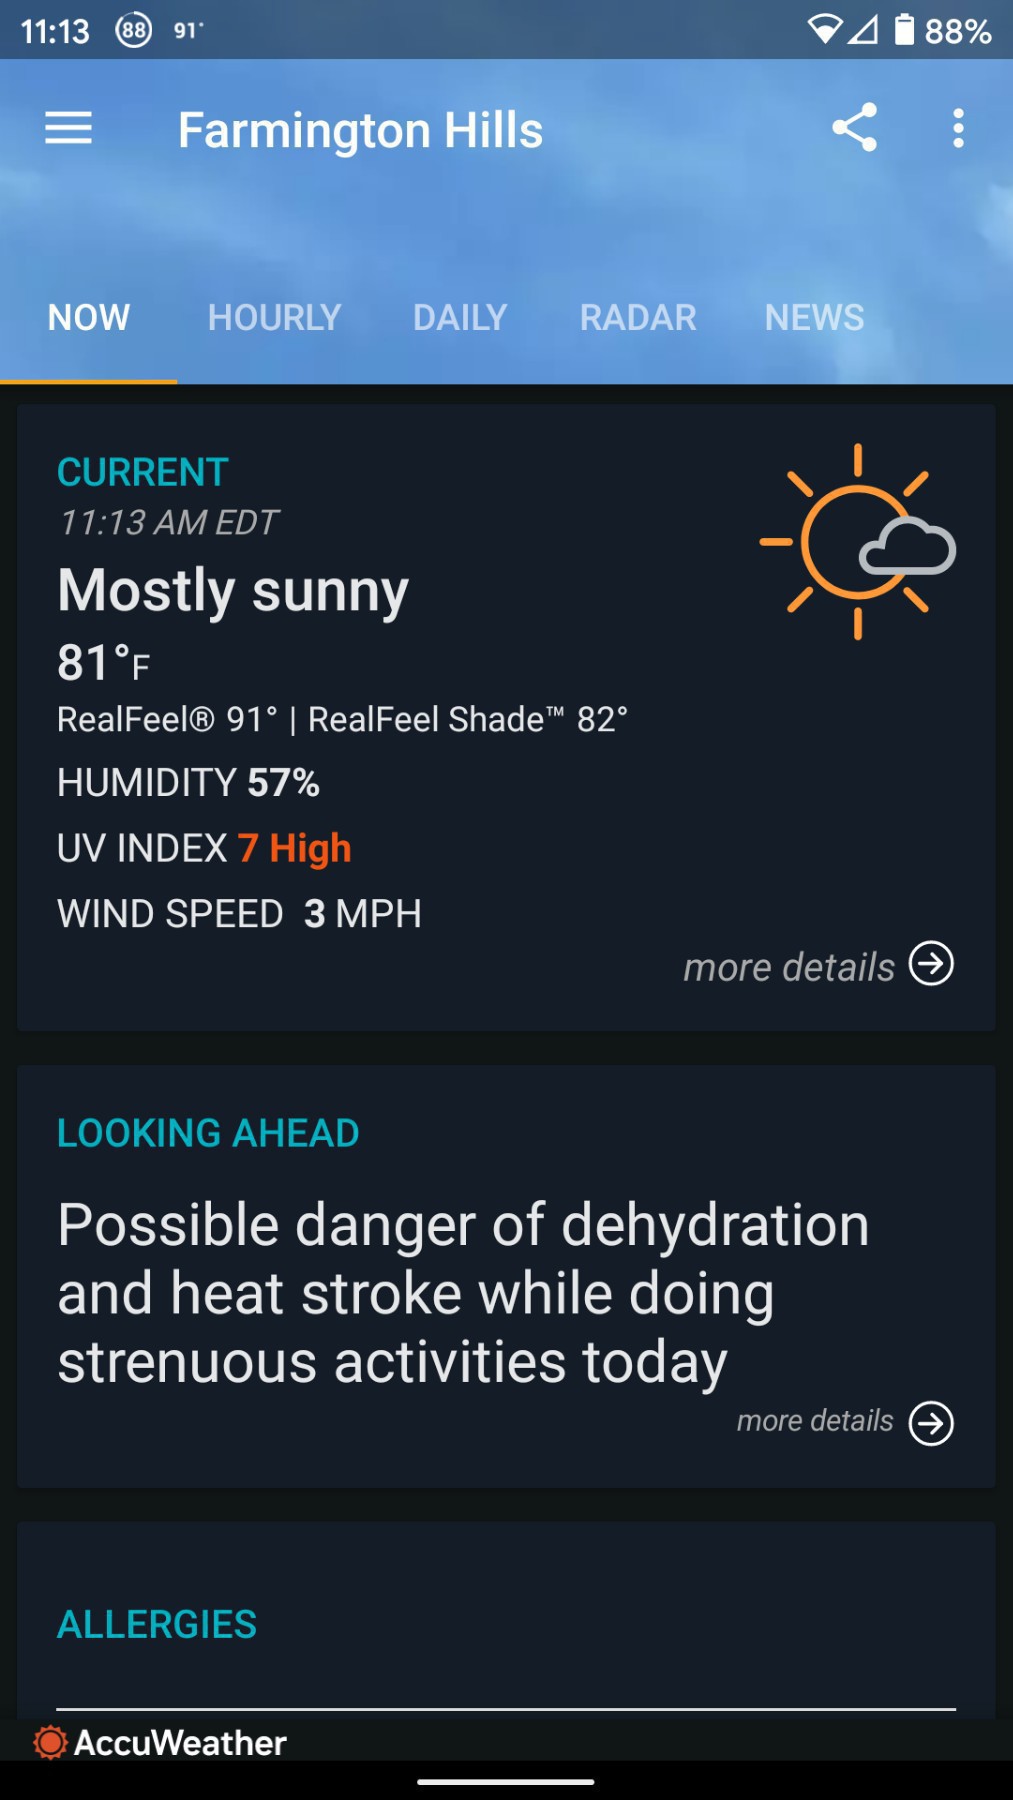 11:13 88 91° 88%
Farmington Hills
NOW HOURLY DAILY RADAR NEWS
CURRENT
11:13 AM EDT
Mostly sunny
81°F
RealFeel® 91° | RealFeel Shade™ 82°
HUMIDITY 57%
UV INDEX 7 High
WIND SPEED 3 MPH
more details
LOOKING AHEAD
Possible danger of dehydration
and heat stroke while doing
strenuous activities today
more details
ALLERGIES
AccuWeather